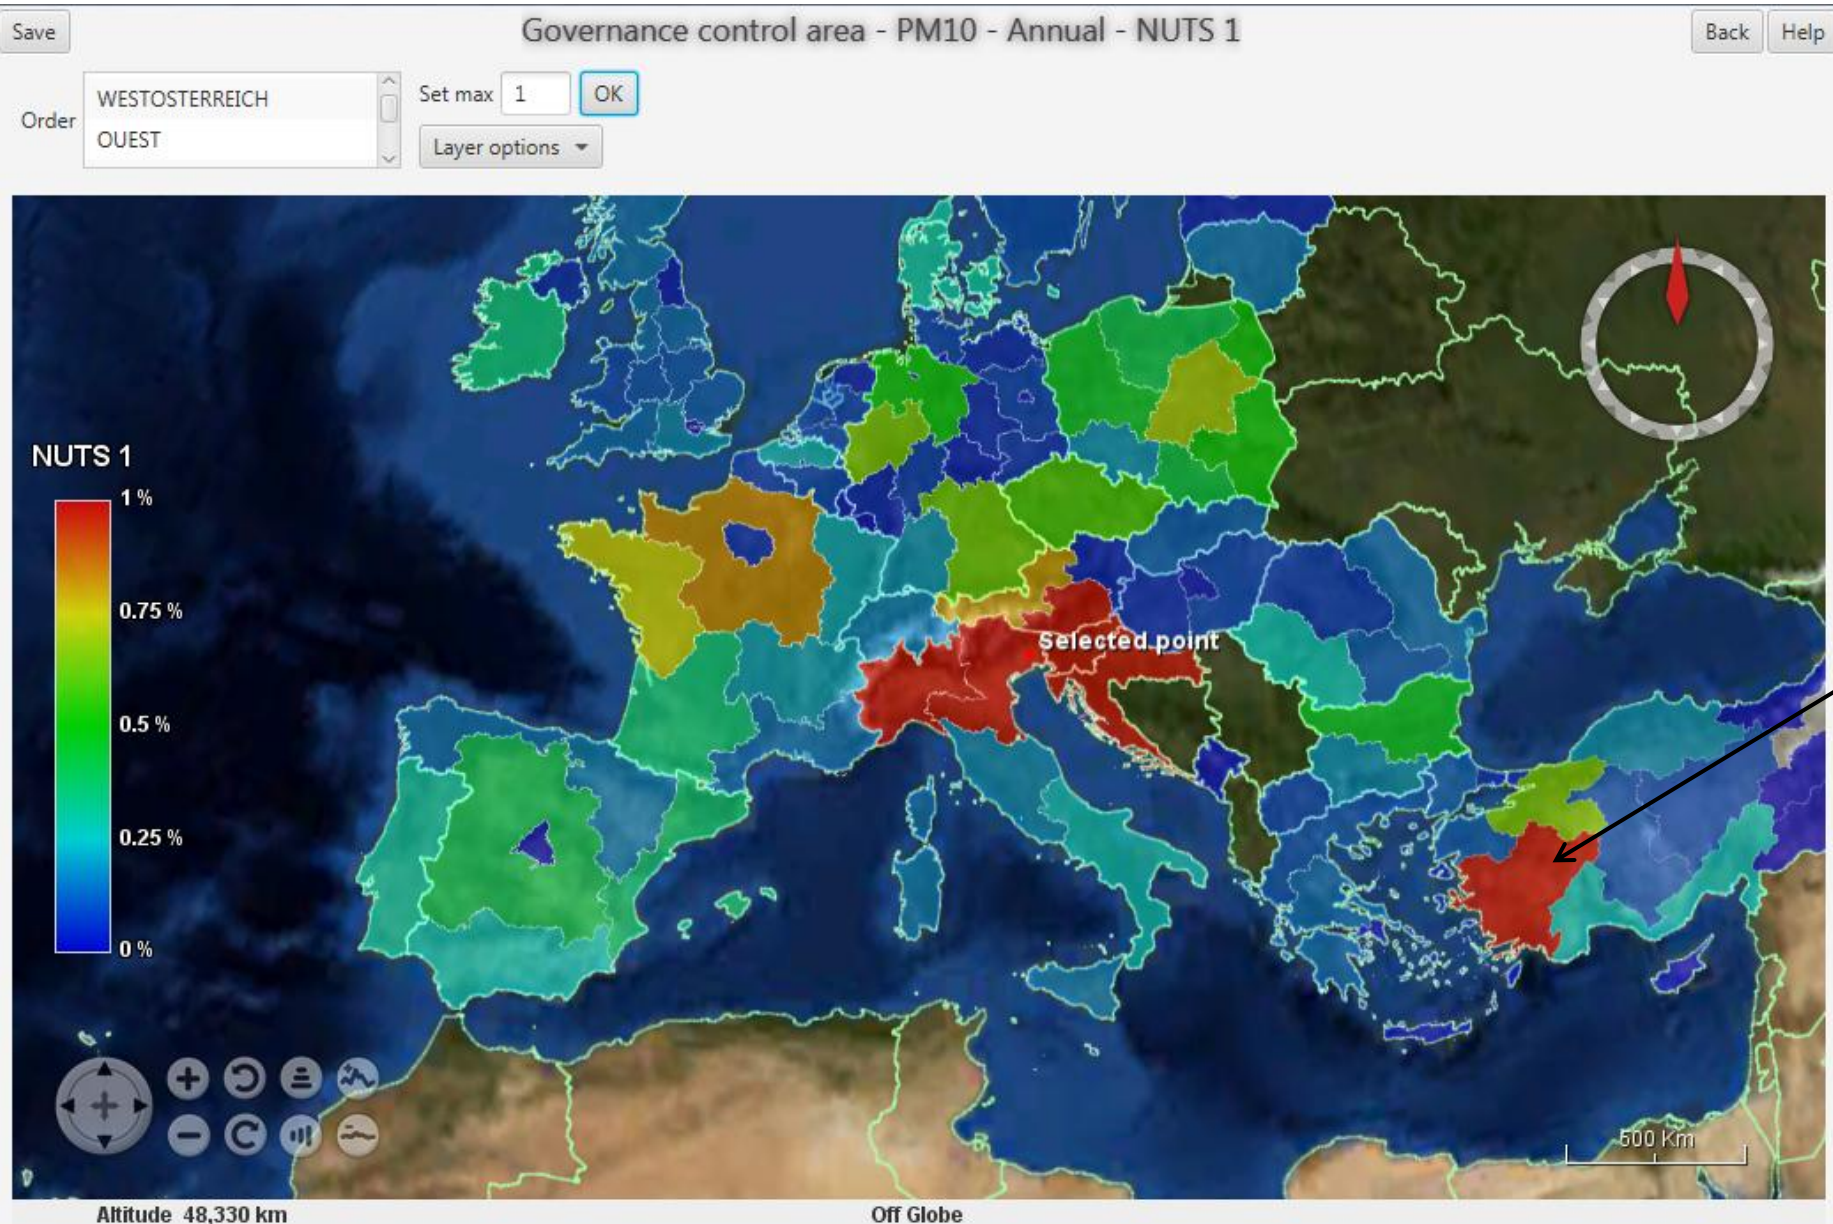 Save
Governance control area - PM10 - Annual - NUTS 1
Back
Help
Order
WESTOSTERREICH
OUEST
Set max 1 OK
Layer options
NUTS 1
1 %
0.75 %
0.5 %
0.25 %
0 %
Selected point
500 Km
Altitude 48,330 km
Off Globe